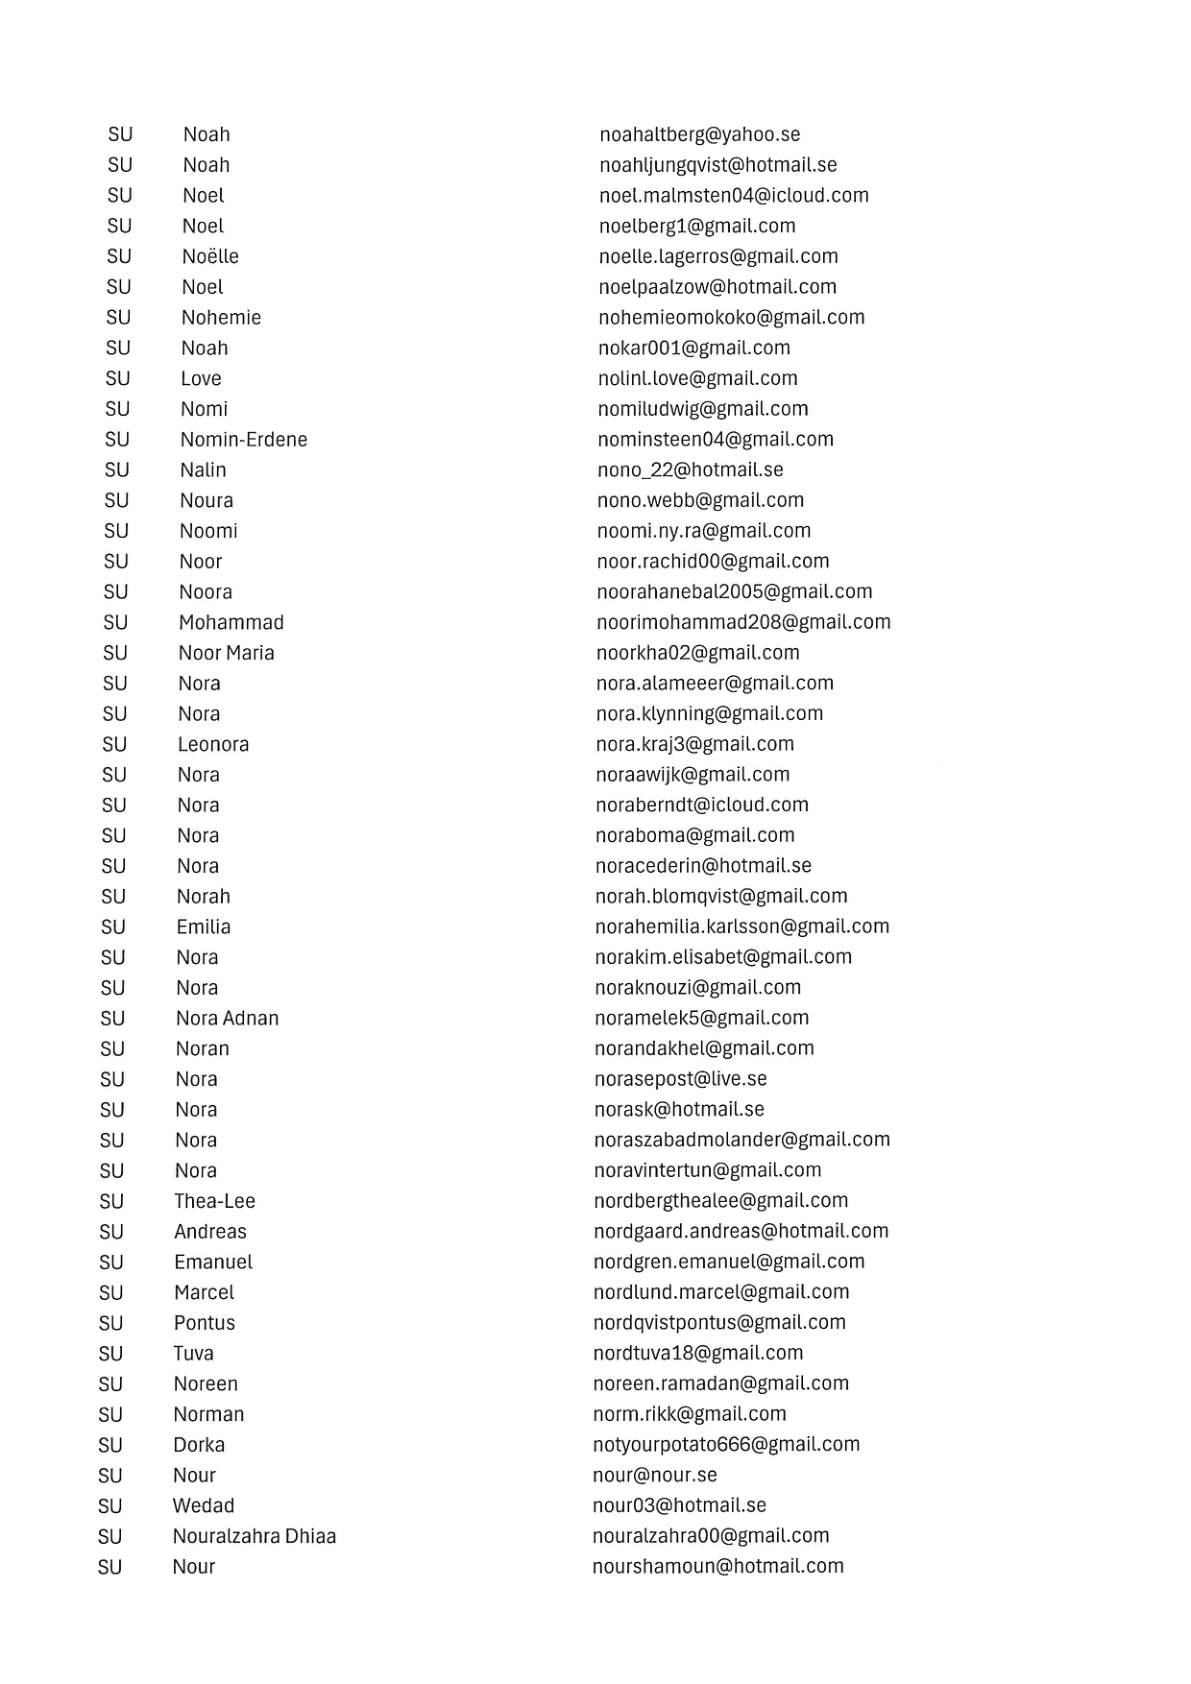 SU Noah noahaltberg@yahoo.se
SU Noah noahljungqvist@hotmail.se
SU Noel noel.malmsten04@icloud.com
SU Noel noelberg1@gmail.com
SU Noëlle noelle.lagerros@gmail.com
SU Noel noelpaalzow@hotmail.com
SU Nohemie nohemieomokoko@gmail.com
SU Noah nokar001@gmail.com
SU Love nolinl.love@gmail.com
SU Nomi nomiludwig@gmail.com
SU Nomin-Erdene nominsteen04@gmail.com
SU Nalin nono_22@hotmail.se
SU Noura nono.webb@gmail.com
SU Noomi noomi.ny.ra@gmail.com
SU Noor noor.rachid00@gmail.com
SU Noora noorahanebal2005@gmail.com
SU Mohammad noorimohammad208@gmail.com
SU Noor Maria noorkha02@gmail.com
SU Nora nora.alameeer@gmail.com
SU Nora nora.klynning@gmail.com
SU Leonora nora.kraj3@gmail.com
SU Nora noraawijk@gmail.com
SU Nora noraberndt@icloud.com
SU Nora noraboma@gmail.com
SU Nora noracederin@hotmail.se
SU Norah norah.blomqvist@gmail.com
SU Emilia norahemilia.karlsson@gmail.com
SU Nora norakim.elisabet@gmail.com
SU Nora noraknouzi@gmail.com
SU Nora Adnan noramelek5@gmail.com
SU Noran norandakhel@gmail.com
SU Nora norasepost@live.se
SU Nora norask@hotmail.se
SU Nora noraszabadmolander@gmail.com
SU Nora noravintertun@gmail.com
SU Thea-Lee nordbergthealee@gmail.com
SU Andreas nordgaard.andreas@hotmail.com
SU Emanuel nordgren.emanuel@gmail.com
SU Marcel nordlund.marcel@gmail.com
SU Pontus nordqvistpontus@gmail.com
SU Tuva nordtuva18@gmail.com
SU Noreen noreen.ramadan@gmail.com
SU Norman norm.rikk@gmail.com
SU Dorka notyourpotato666@gmail.com
SU Nour nour@nour.se
SU Wedad nour03@hotmail.se
SU Nouralzahra Dhiaa nouralzahra00@gmail.com
SU Nour nourshamoun@hotmail.com